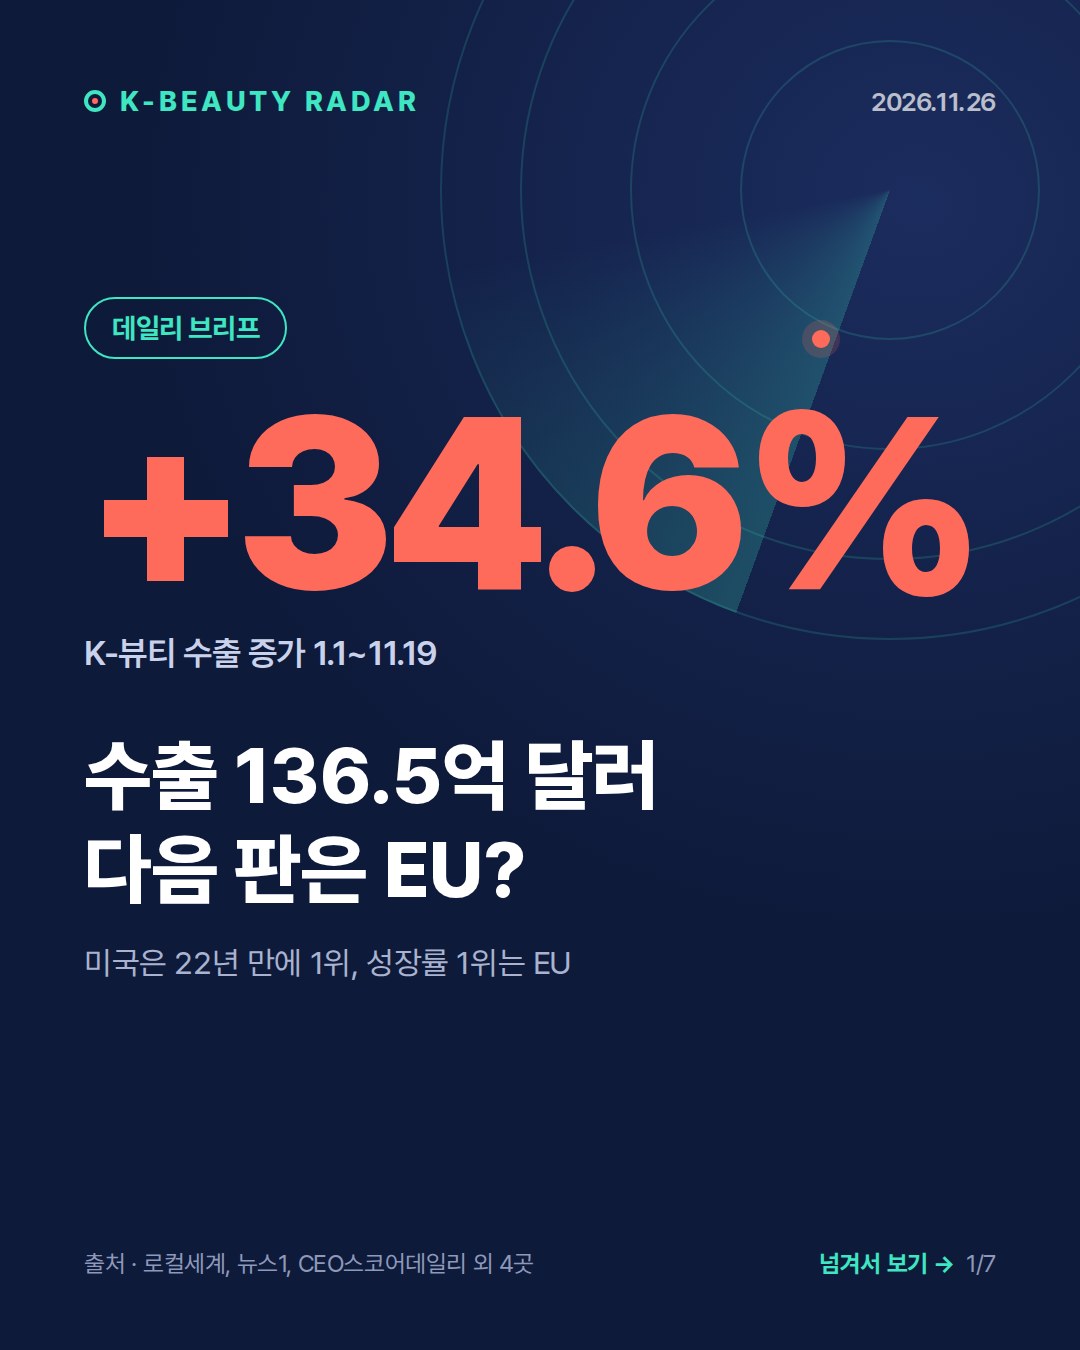 K-BEAUTY RADAR
2026.11.26
데일리 브리프
+34.6%
K-뷰티 수출 증가 1.1~11.19
수출 136.5억 달러
다음 판은 EU?
미국은 22년 만에 1위, 성장률 1위는 EU
출처 · 로컬세계, 뉴스1, CEO스코어데일리 외 4곳
넘겨서 보기 → 1/7